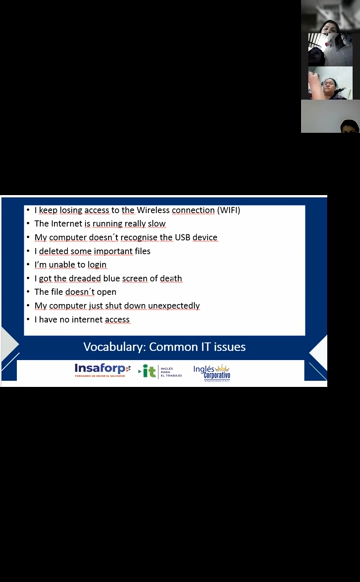 • I keep losing access to the Wireless connection (WIFI)
• The Internet is running really slow
• My computer doesn´t recognise the USB device
• I deleted some important files
• I'm unable to login
• I got the dreaded blue screen of death
• The file doesn´t open
• My computer just shut down unexpectedly
• I have no internet access
Vocabulary: Common IT issues
Insaforp
it
INGLÉS
PARA
EL TRABAJO
Inglés
Corporativo